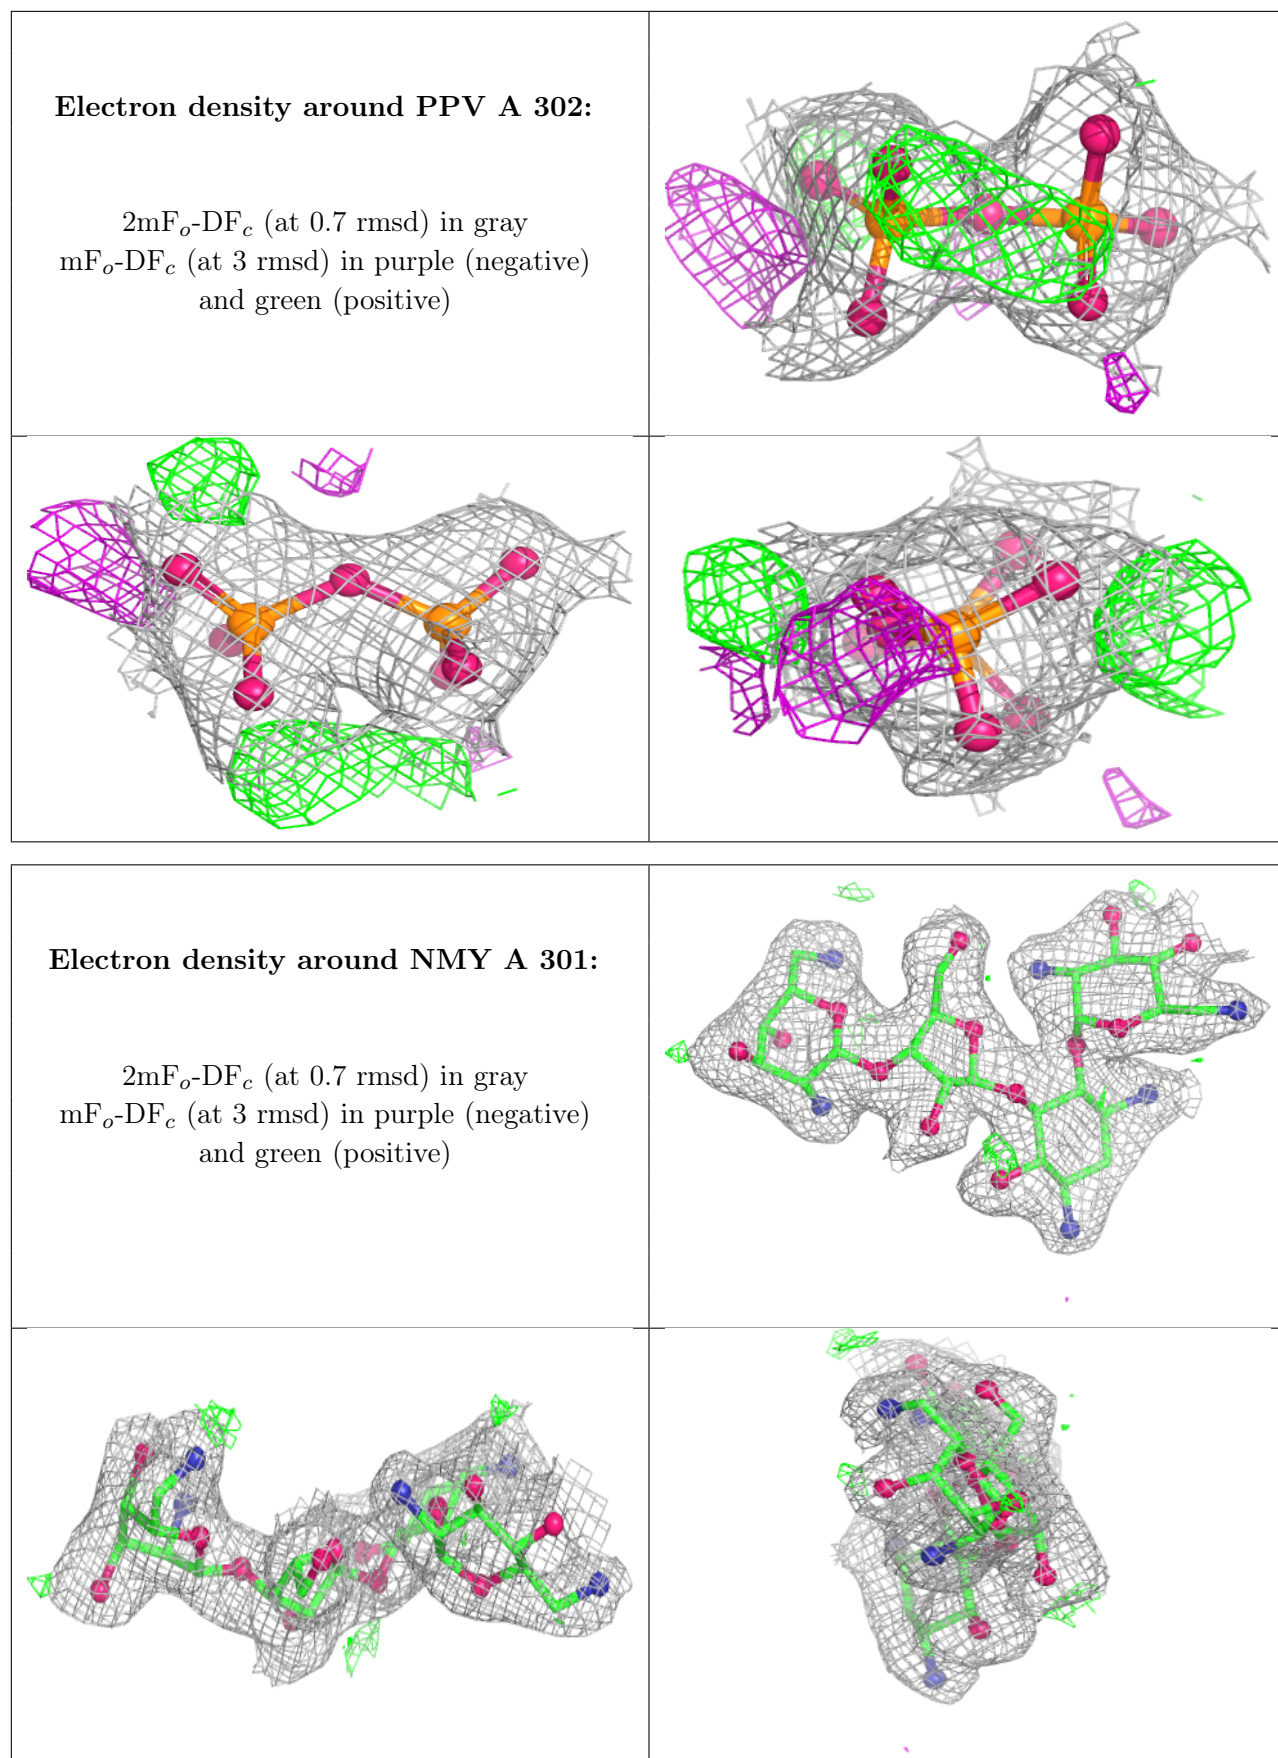 Electron density around PPV A 302:
2mFo-DFc (at 0.7 rmsd) in gray
mFo-DFc (at 3 rmsd) in purple (negative)
and green (positive)
Electron density around NMY A 301:
2mFo-DFc (at 0.7 rmsd) in gray
mFo-DFc (at 3 rmsd) in purple (negative)
and green (positive)